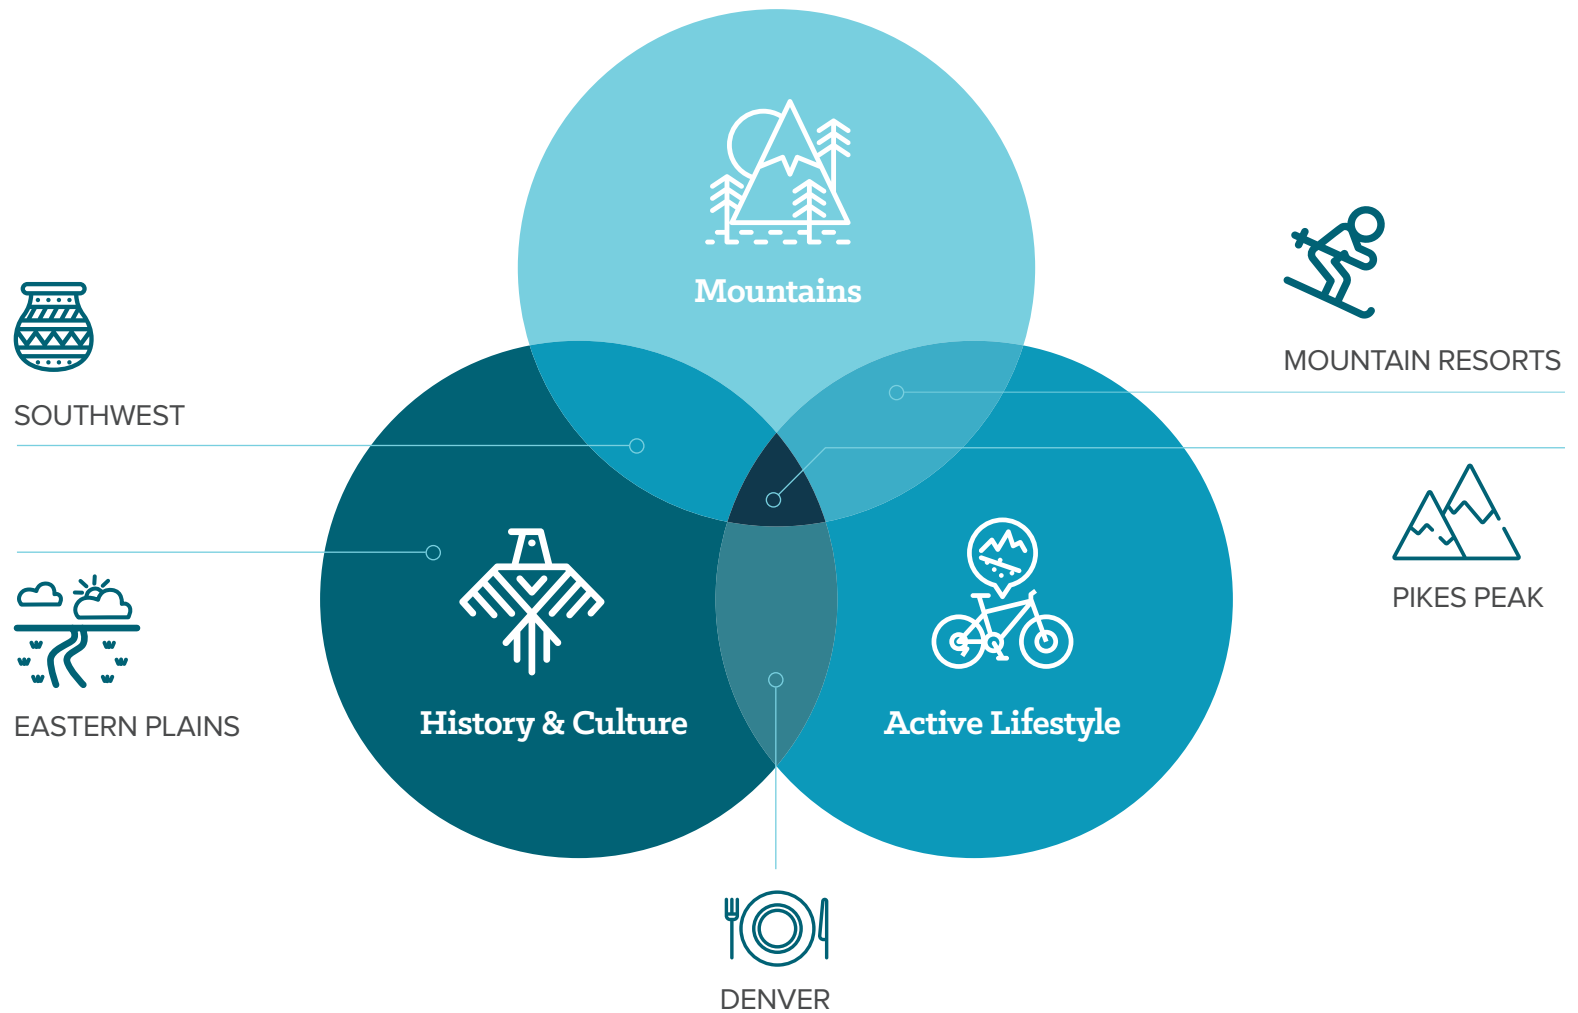 Mountains
MOUNTAIN RESORTS
SOUTHWEST
PIKES PEAK
History & Culture
Active Lifestyle
EASTERN PLAINS
DENVER